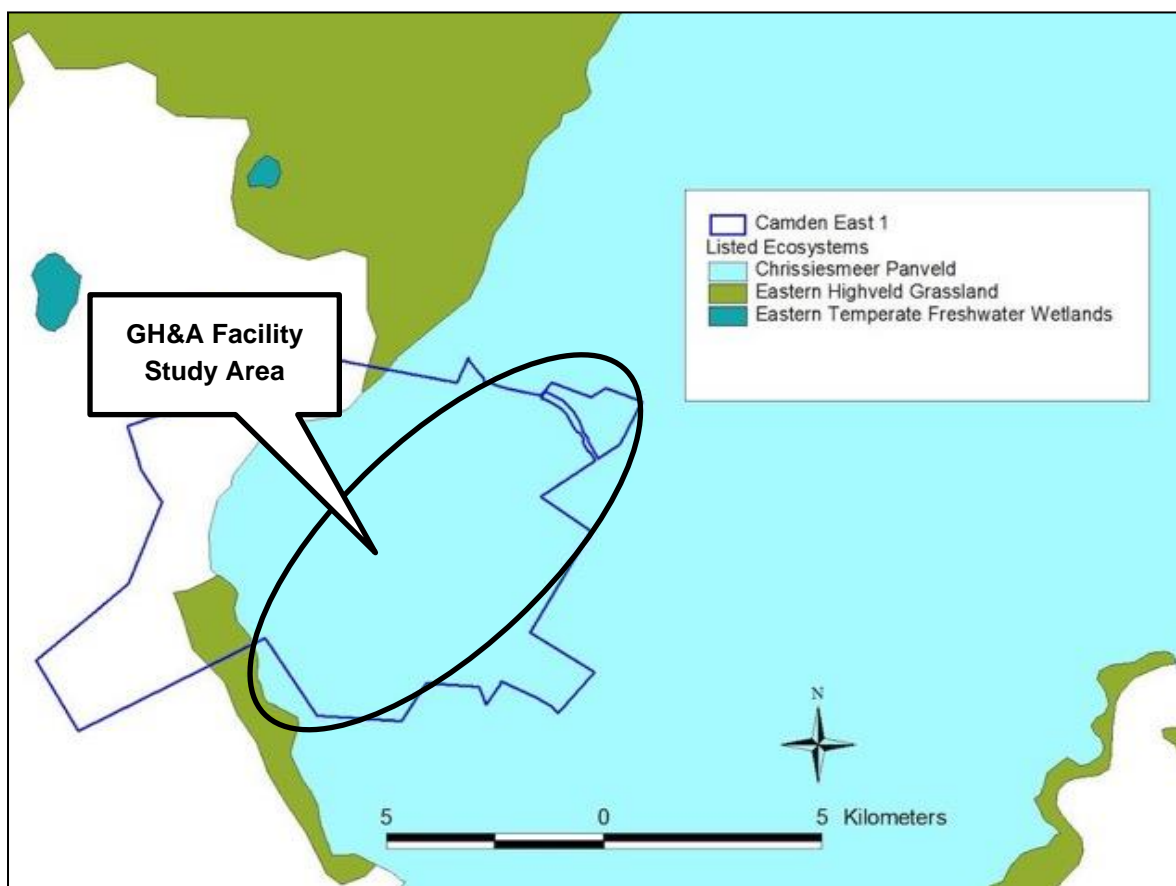 Camden East 1
Listed Ecosystems
Chrissiesmeer Panveld
Eastern Highveld Grassland
Eastern Temperate Freshwater Wetlands
GH&A Facility
Study Area
N
5 0 5 Kilometers